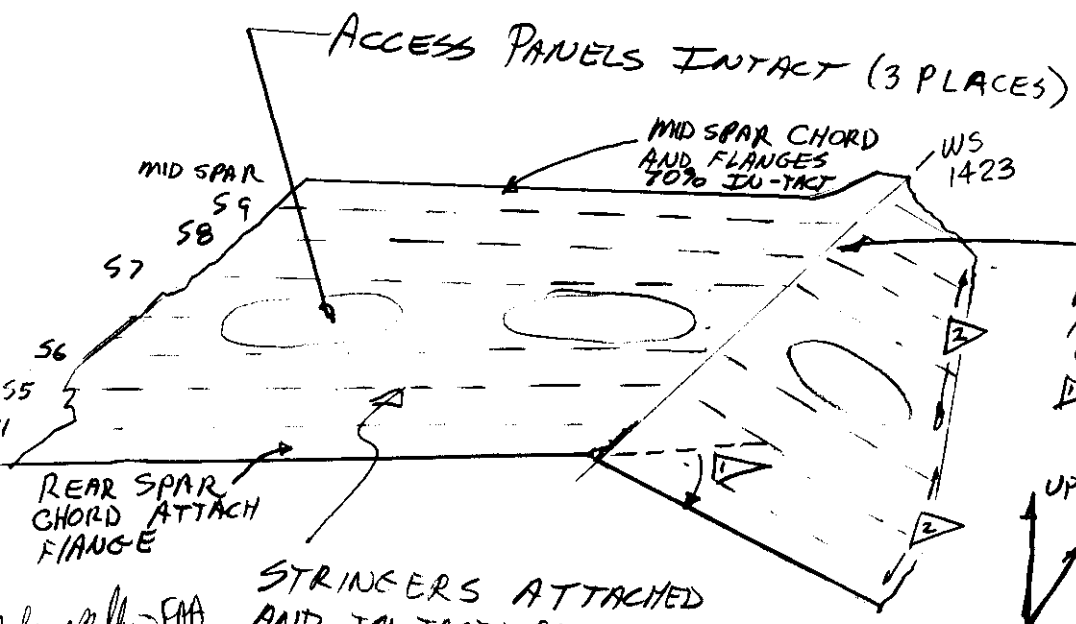 ACCESS PANELS INTACT (3 PLACES)
MID SPAR CHORD
AND FLANGES
70% IN-TACT
WS
1423
MID SPAR
S9
S8
S7
S6
S5
2
1
2
UP
REAR SPAR
CHORD ATTACH
FLANGE
STRINGERS ATTACHED
FAA
AND